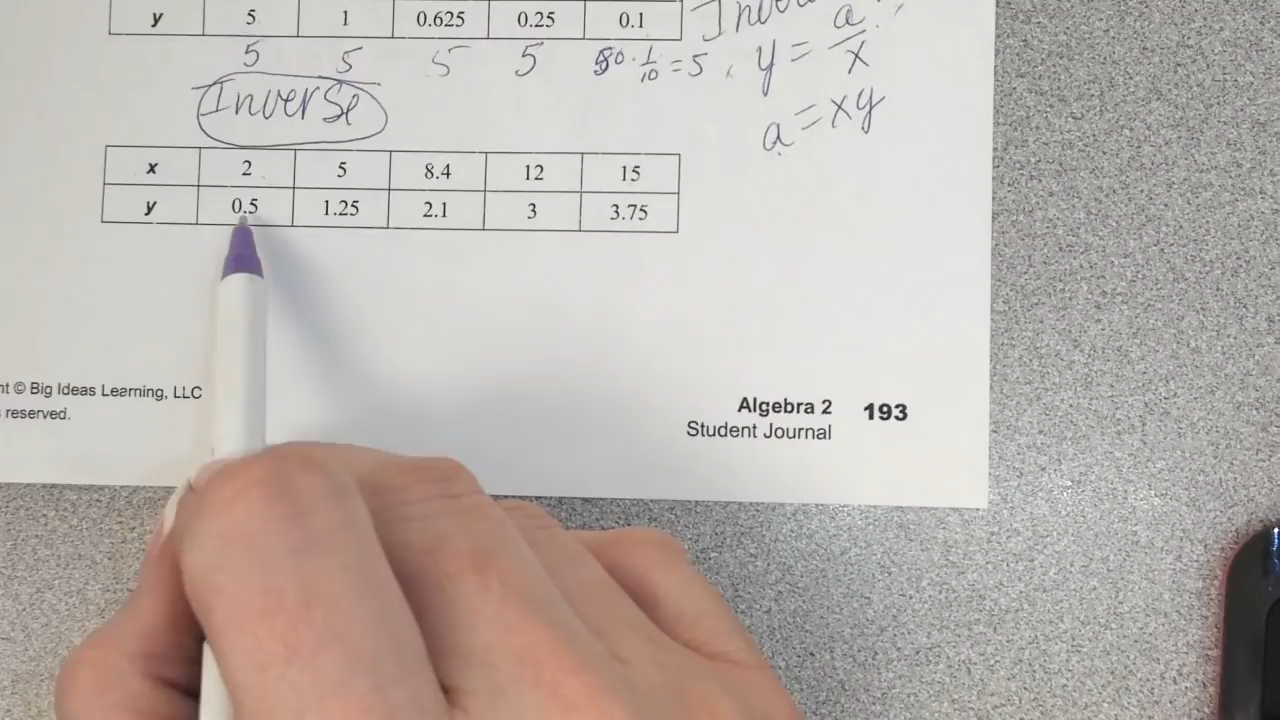 y 5 1 0.625 0.25 0.1
5 5 5 5 50 · 1/10 = 5
y = a/x
a = xy
Inverse
x 2 5 8.4 12 15
y 0.5 1.25 2.1 3 3.75
© Big Ideas Learning, LLC
reserved.
Algebra 2 193
Student Journal